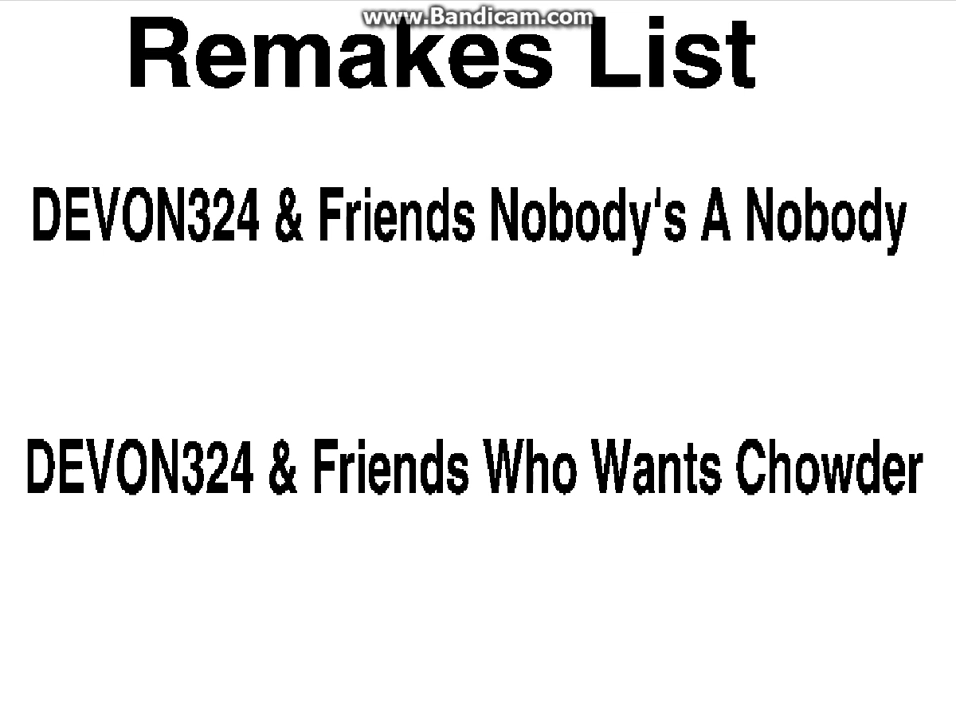 www.Bandicam.com
Remakes List
DEVON324 & Friends Nobody's A Nobody
DEVON324 & Friends Who Wants Chowder